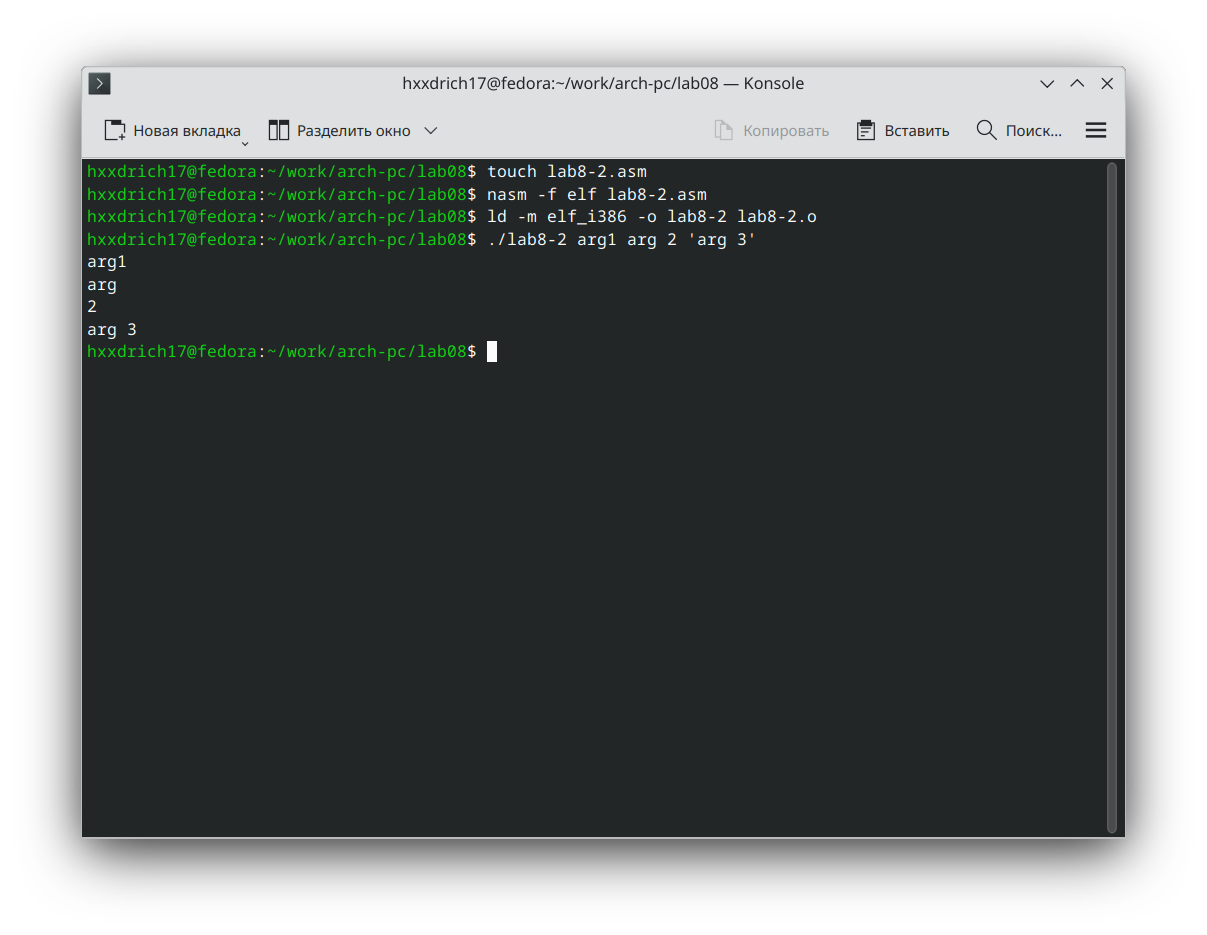 hxxdrich17@fedora:~/work/arch-pc/lab08 — Konsole
Новая вкладка Разделить окно Копировать Вставить Поиск...
hxxdrich17@fedora:~/work/arch-pc/lab08$ touch lab8-2.asm
hxxdrich17@fedora:~/work/arch-pc/lab08$ nasm -f elf lab8-2.asm
hxxdrich17@fedora:~/work/arch-pc/lab08$ ld -m elf_i386 -o lab8-2 lab8-2.o
hxxdrich17@fedora:~/work/arch-pc/lab08$ ./lab8-2 arg1 arg 2 'arg 3'
arg1
arg
2
arg 3
hxxdrich17@fedora:~/work/arch-pc/lab08$